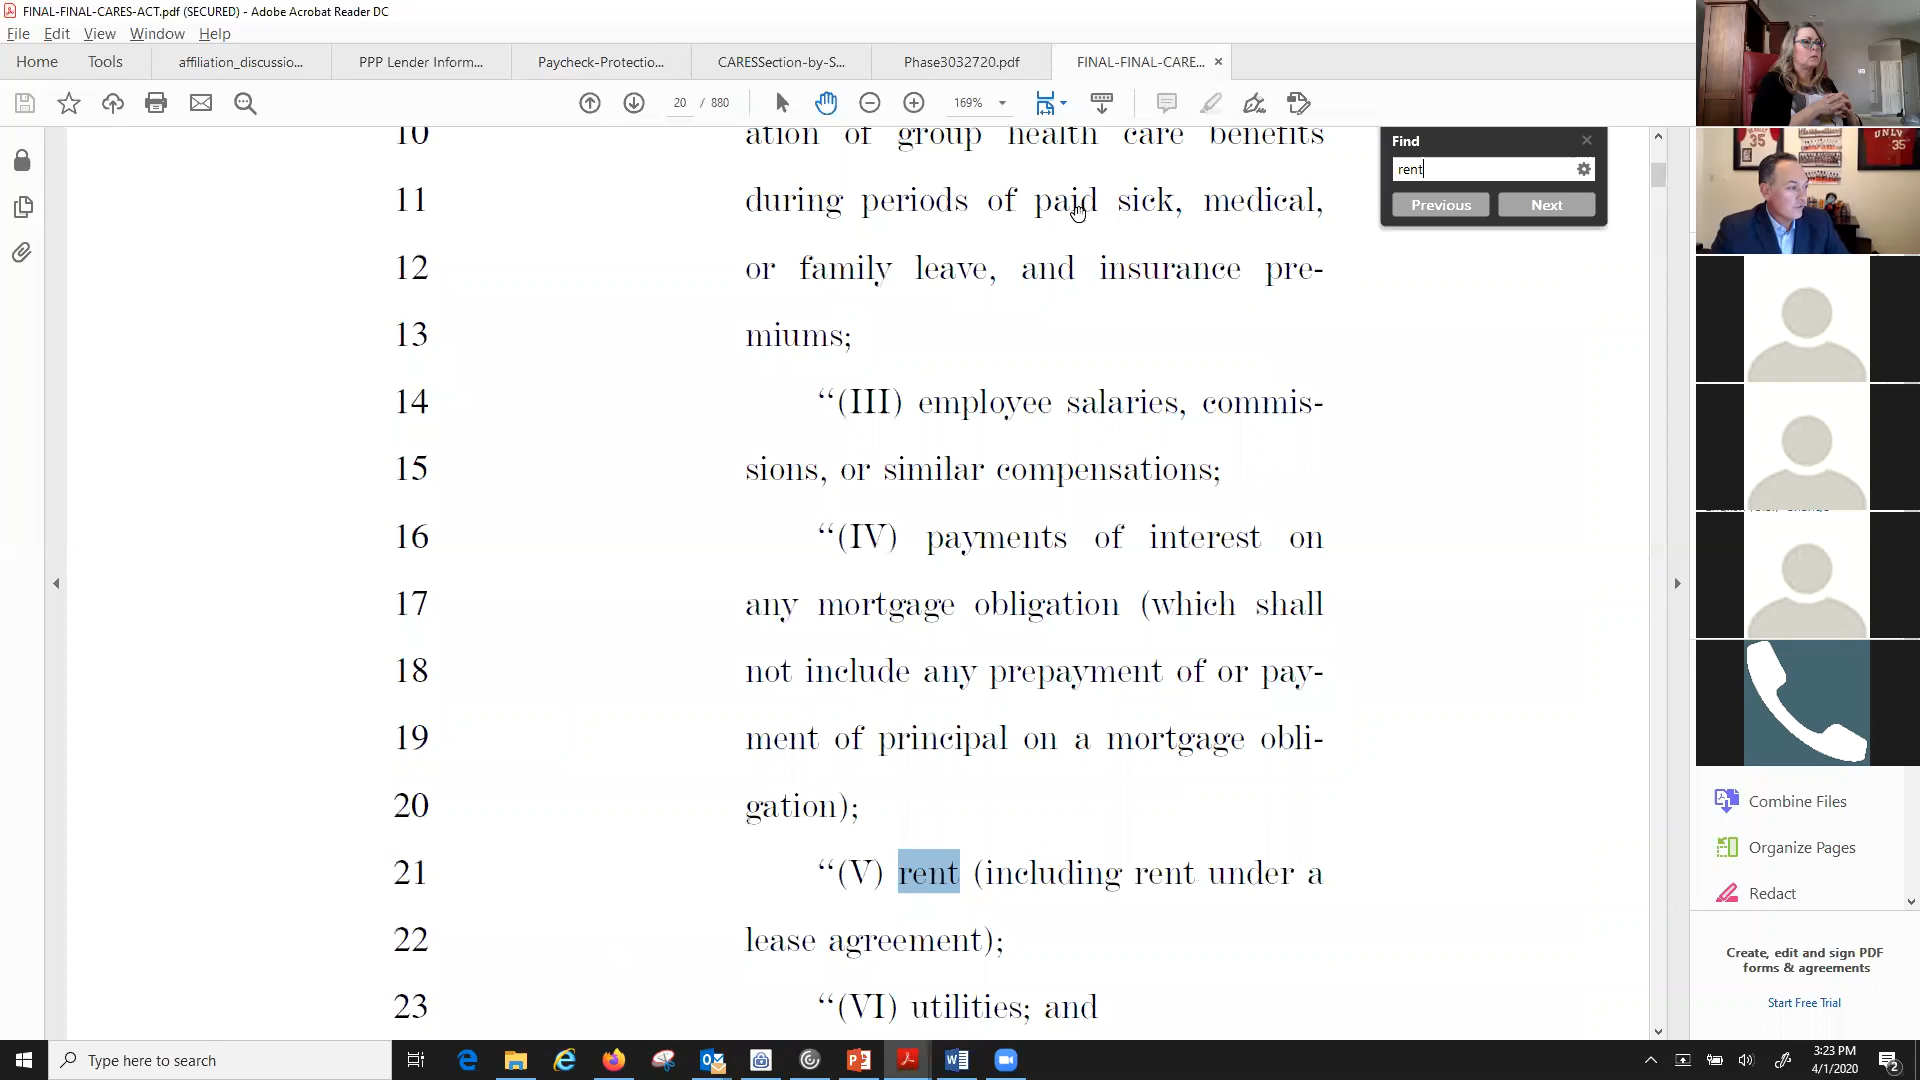 FINAL-FINAL-CARES-ACT.pdf (SECURED) - Adobe Acrobat Reader DC
File Edit View Window Help
Home Tools affiliation_discussio... PPP Lender Inform... Paycheck-Protectio... CARESSection-by-S... Phase3032720.pdf FINAL-FINAL-CARE... ×
20 / 880 169%
Find
rent
Previous Next
10 ation of group health care benefits
11 during periods of paid sick, medical,
12 or family leave, and insurance pre-
13 miums;
14 “(III) employee salaries, commis-
15 sions, or similar compensations;
16 “(IV) payments of interest on
17 any mortgage obligation (which shall
18 not include any prepayment of or pay-
19 ment of principal on a mortgage obli-
20 gation);
21 “(V) rent (including rent under a
22 lease agreement);
23 “(VI) utilities; and
35
UNLV
35
Combine Files
Organize Pages
Redact
Create, edit and sign PDF
forms & agreements
Start Free Trial
Type here to search
3:23 PM
4/1/2020
2